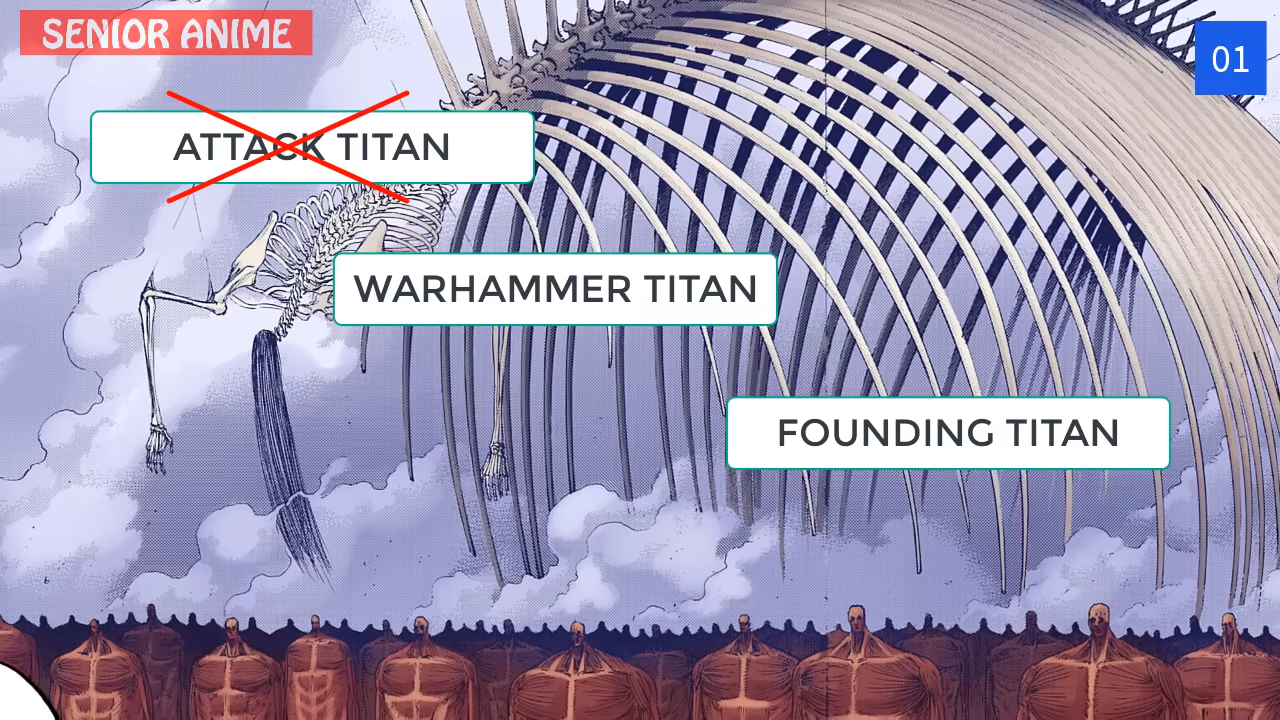 SENIOR ANIME
01
ATTACK TITAN
WARHAMMER TITAN
FOUNDING TITAN